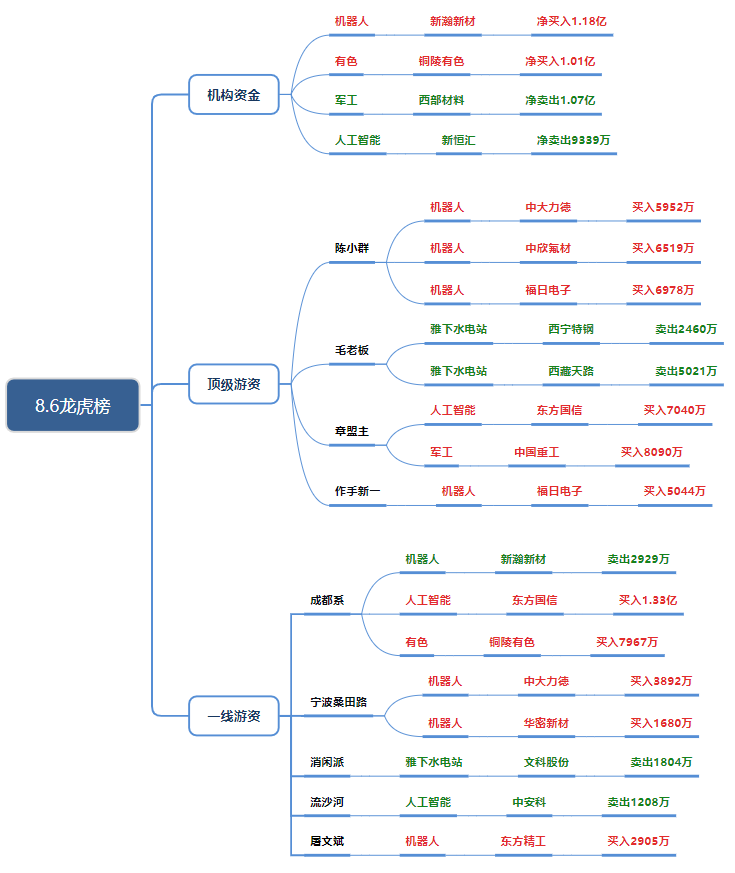 8.6龙虎榜
机构资金
机器人 新瀚新材 净买入1.18亿
有色 铜陵有色 净买入1.01亿
军工 西部材料 净卖出1.07亿
人工智能 新恒汇 净卖出9339万
顶级游资
陈小群
机器人 中大力德 买入5952万
机器人 中欣氟材 买入6519万
机器人 福日电子 买入6978万
毛老板
雅下水电站 西宁特钢 卖出2460万
雅下水电站 西藏天路 卖出5021万
章盟主
人工智能 东方国信 买入7040万
军工 中国重工 买入8090万
作手新一 机器人 福日电子 买入5044万
一线游资
成都系
机器人 新瀚新材 卖出2929万
人工智能 东方国信 买入1.33亿
有色 铜陵有色 买入7967万
宁波桑田路
机器人 中大力德 买入3892万
机器人 华密新材 买入1680万
消闲派 雅下水电站 文科股份 卖出1804万
流沙河 人工智能 中安科 卖出1208万
屠文斌 机器人 东方精工 买入2905万